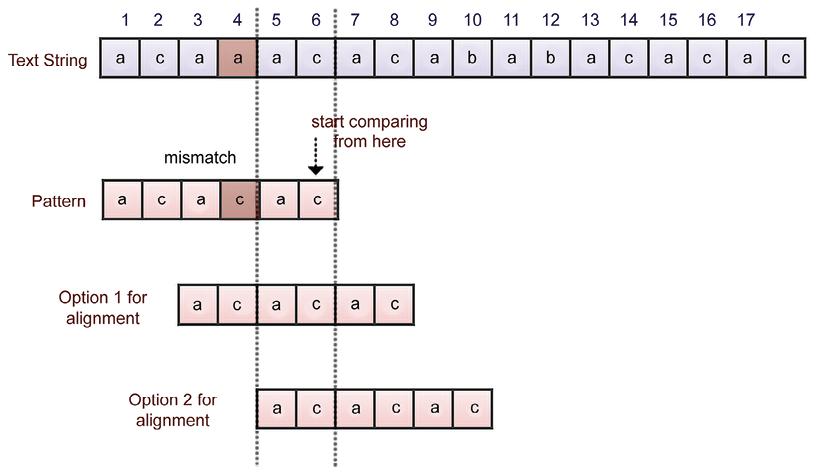 1 2 3 4 5 6 7 8 9 10 11 12 13 14 15 16 17
Text String a c a a a c a c a b a b a c a c a c
start comparing
from here
mismatch
Pattern a c a c a c
Option 1 for
alignment
a c a c a c
Option 2 for
alignment
a c a c a c